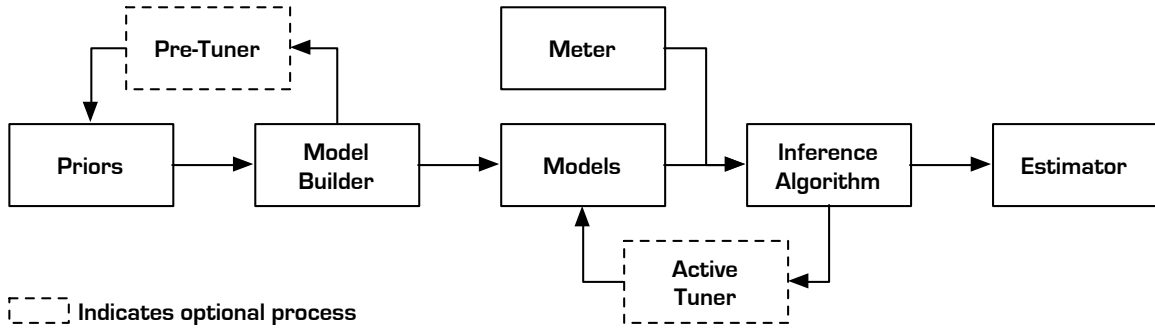 Pre-Tuner
Meter
Priors
Model
Builder
Models
Inference
Algorithm
Estimator
Active
Tuner
Indicates optional process